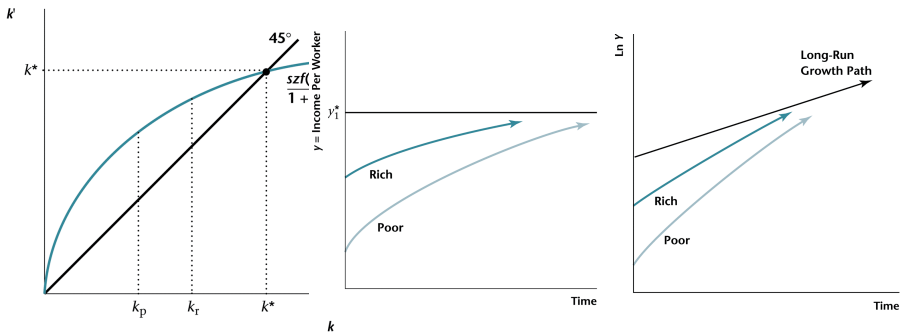 k'
45°
k*
szf(
1 +
k_p
k_r
k*
k
y = Income Per Worker
y₁*
Rich
Poor
Time
Ln Y
Long-Run
Growth Path
Rich
Poor
Time